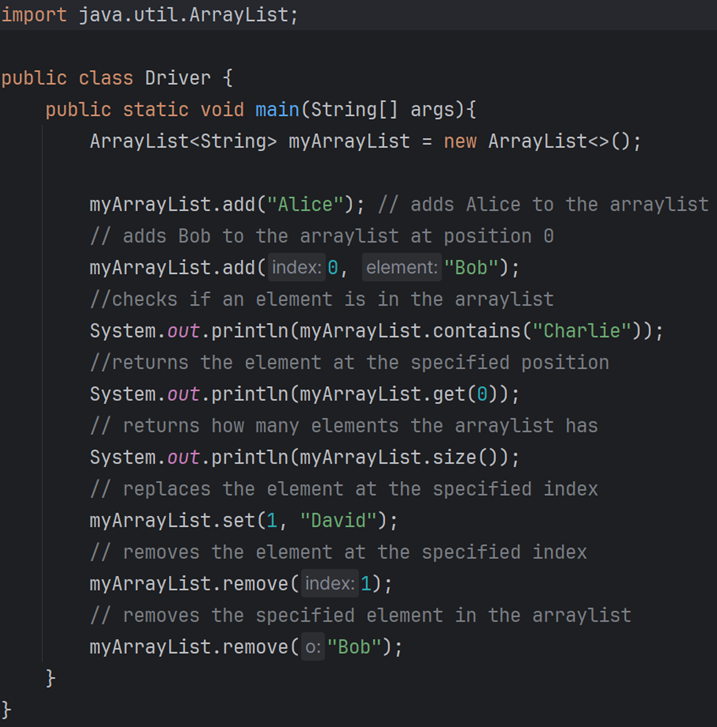 import java.util.ArrayList;
public class Driver {
public static void main(String[] args){
ArrayList<String> myArrayList = new ArrayList<>();
myArrayList.add("Alice"); // adds Alice to the arraylist
// adds Bob to the arraylist at position 0
myArrayList.add( index: 0, element: "Bob");
//checks if an element is in the arraylist
System.out.println(myArrayList.contains("Charlie"));
//returns the element at the specified position
System.out.println(myArrayList.get(0));
// returns how many elements the arraylist has
System.out.println(myArrayList.size());
// replaces the element at the specified index
myArrayList.set(1, "David");
// removes the element at the specified index
myArrayList.remove( index: 1);
// removes the specified element in the arraylist
myArrayList.remove( o: "Bob");
}
}